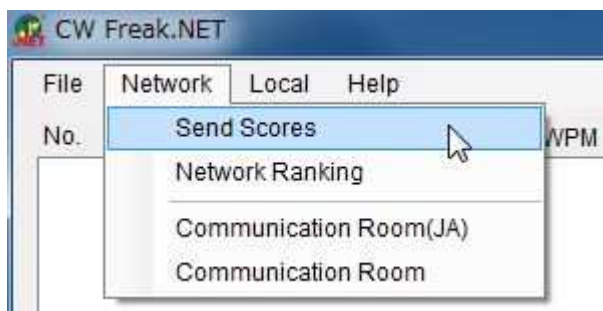 CW Freak.NET
File Network Local Help
No. WPM
Send Scores
Network Ranking
Communication Room(JA)
Communication Room